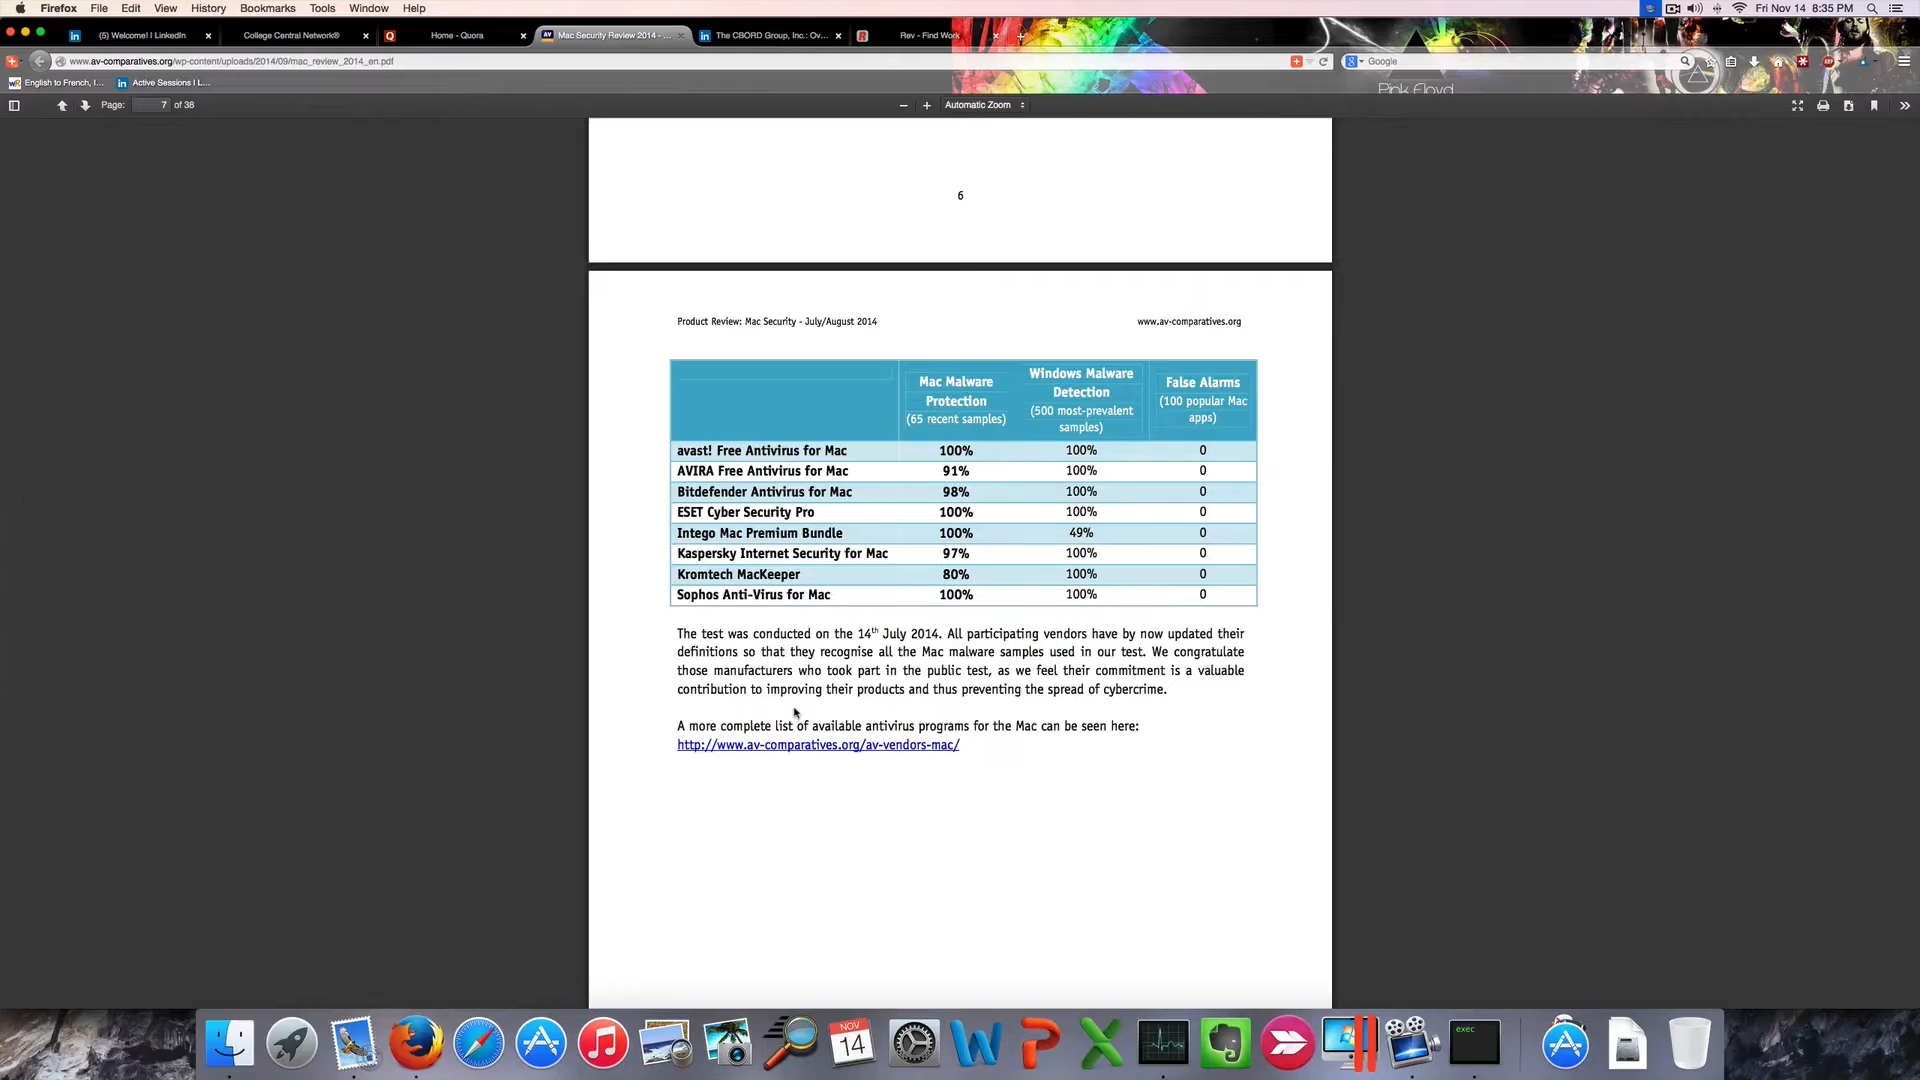 Firefox File Edit View History Bookmarks Tools Window Help Fri Nov 14 8:35 PM
(5) Welcome! | LinkedIn College Central Network® Home - Quora Mac Security Review 2014 - ... The CBORD Group, Inc.: Ov... Rev - Find Work
www.av-comparatives.org/wp-content/uploads/2014/09/mac_review_2014_en.pdf Google
English to French, I... Active Sessions | L... Pink Floyd
Page: 7 of 38 Automatic Zoom
6
Product Review: Mac Security - July/August 2014 www.av-comparatives.org
Mac Malware Protection (65 recent samples)
Windows Malware Detection (500 most-prevalent samples)
False Alarms (100 popular Mac apps)
avast! Free Antivirus for Mac 100% 100% 0
AVIRA Free Antivirus for Mac 91% 100% 0
Bitdefender Antivirus for Mac 98% 100% 0
ESET Cyber Security Pro 100% 100% 0
Intego Mac Premium Bundle 100% 49% 0
Kaspersky Internet Security for Mac 97% 100% 0
Kromtech MacKeeper 80% 100% 0
Sophos Anti-Virus for Mac 100% 100% 0
The test was conducted on the 14th July 2014. All participating vendors have by now updated their
definitions so that they recognise all the Mac malware samples used in our test. We congratulate
those manufacturers who took part in the public test, as we feel their commitment is a valuable
contribution to improving their products and thus preventing the spread of cybercrime.
A more complete list of available antivirus programs for the Mac can be seen here:
http://www.av-comparatives.org/av-vendors-mac/
NOV
14
exec